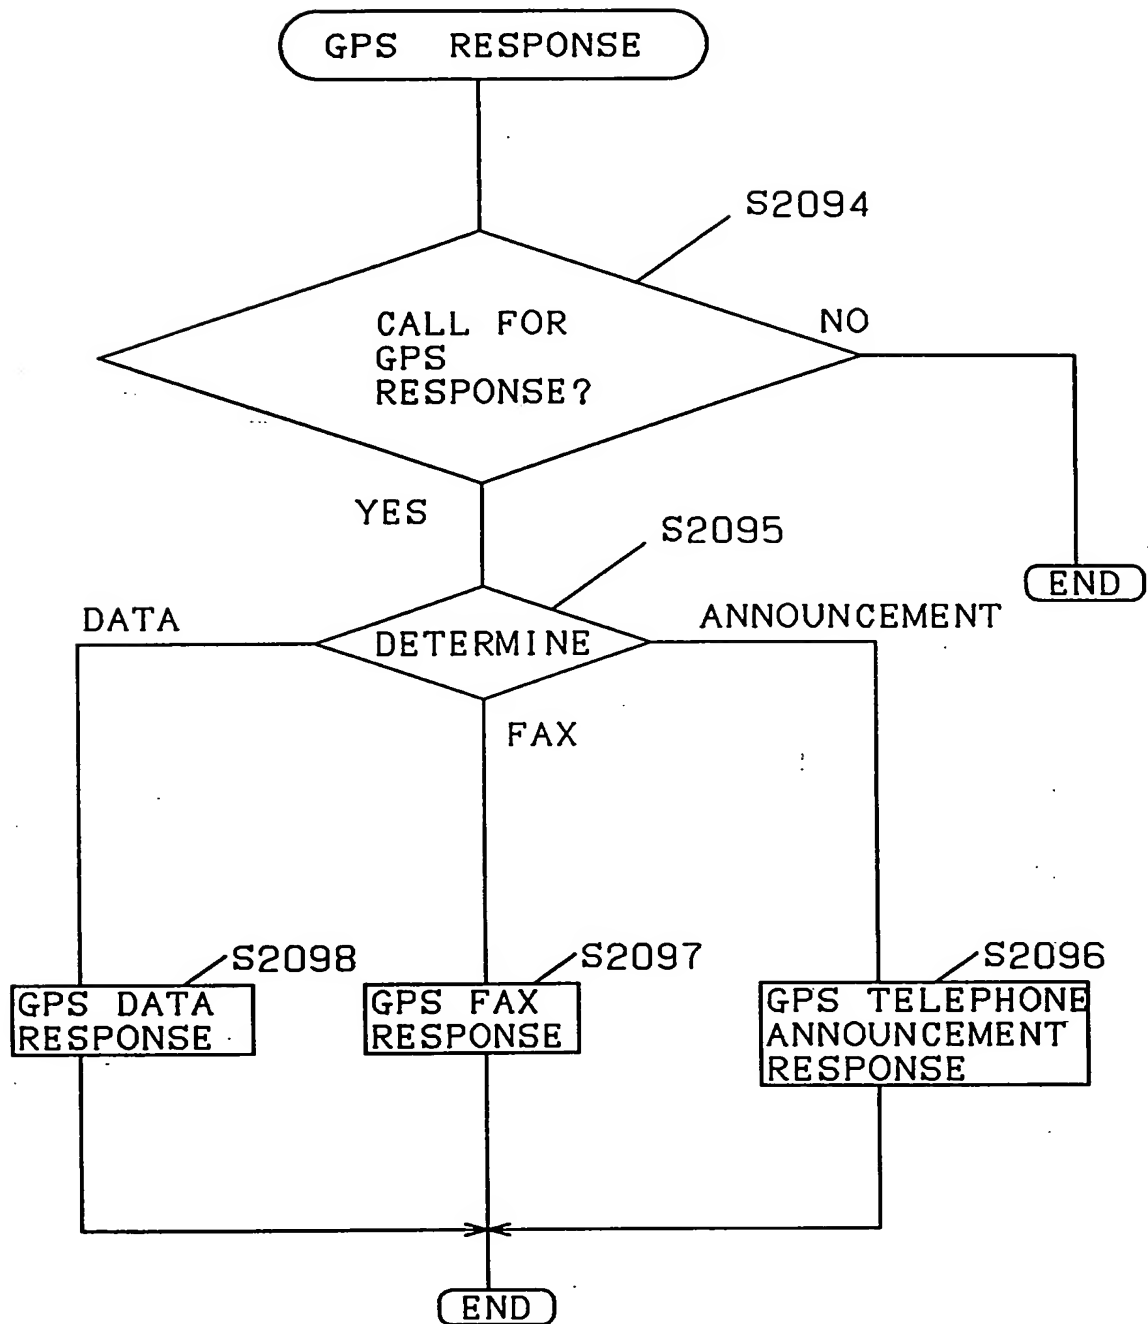 GPS RESPONSE
S2094
CALL FOR
GPS
RESPONSE?
NO
YES
S2095
END
DATA
DETERMINE
ANNOUNCEMENT
FAX
S2098
S2097
S2096
GPS DATA
RESPONSE
GPS FAX
RESPONSE
GPS TELEPHONE
ANNOUNCEMENT
RESPONSE
END